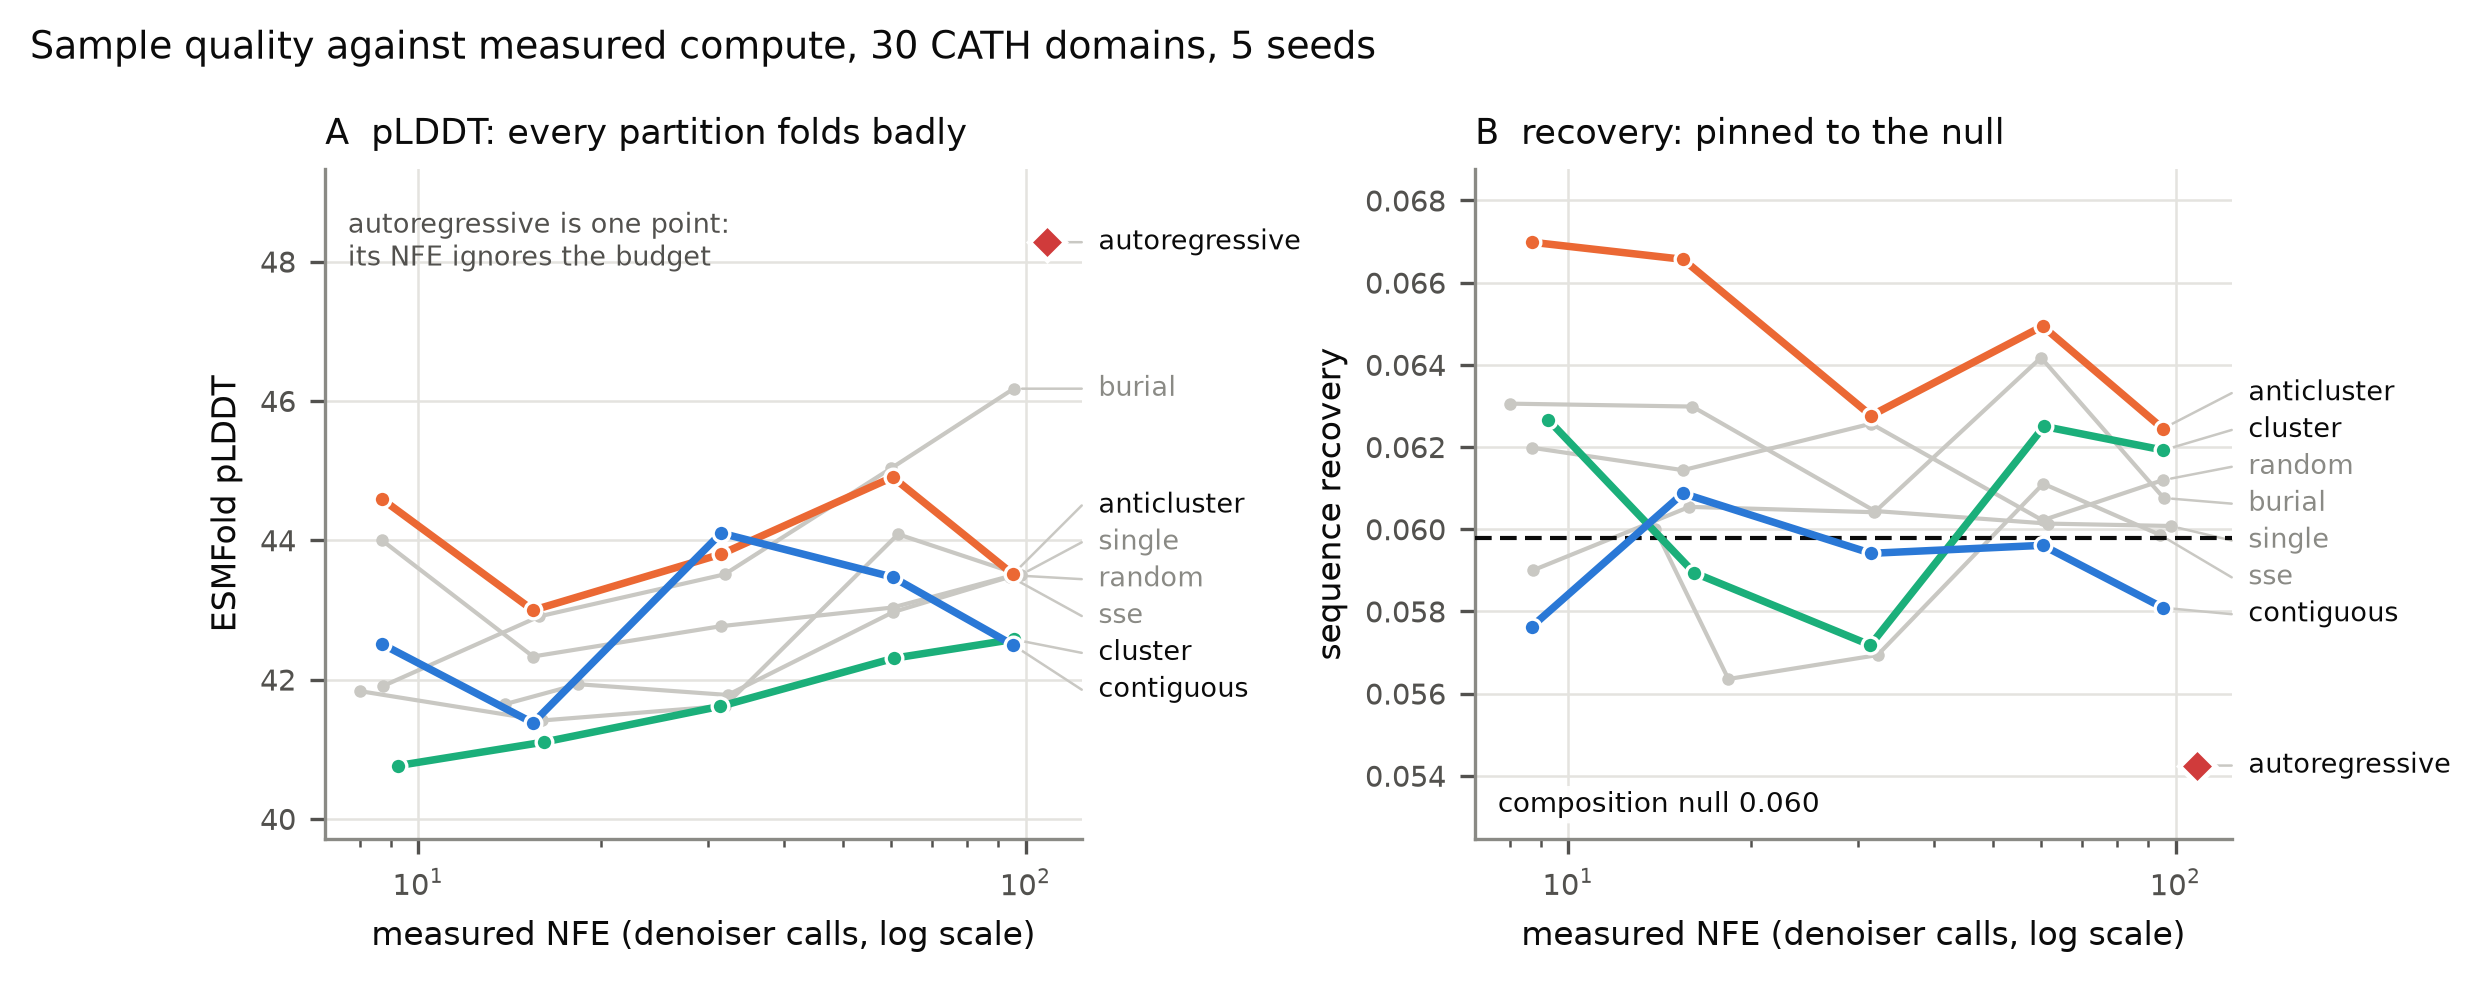 Sample quality against measured compute, 30 CATH domains, 5 seeds
A pLDDT: every partition folds badly
autoregressive is one point:
its NFE ignores the budget
ESMFold pLDDT
48
46
44
42
40
10¹
10²
measured NFE (denoiser calls, log scale)
autoregressive
burial
anticluster
single
random
sse
cluster
contiguous
B recovery: pinned to the null
sequence recovery
0.068
0.066
0.064
0.062
0.060
0.058
0.056
0.054
composition null 0.060
10¹
10²
measured NFE (denoiser calls, log scale)
anticluster
cluster
random
burial
single
sse
contiguous
autoregressive